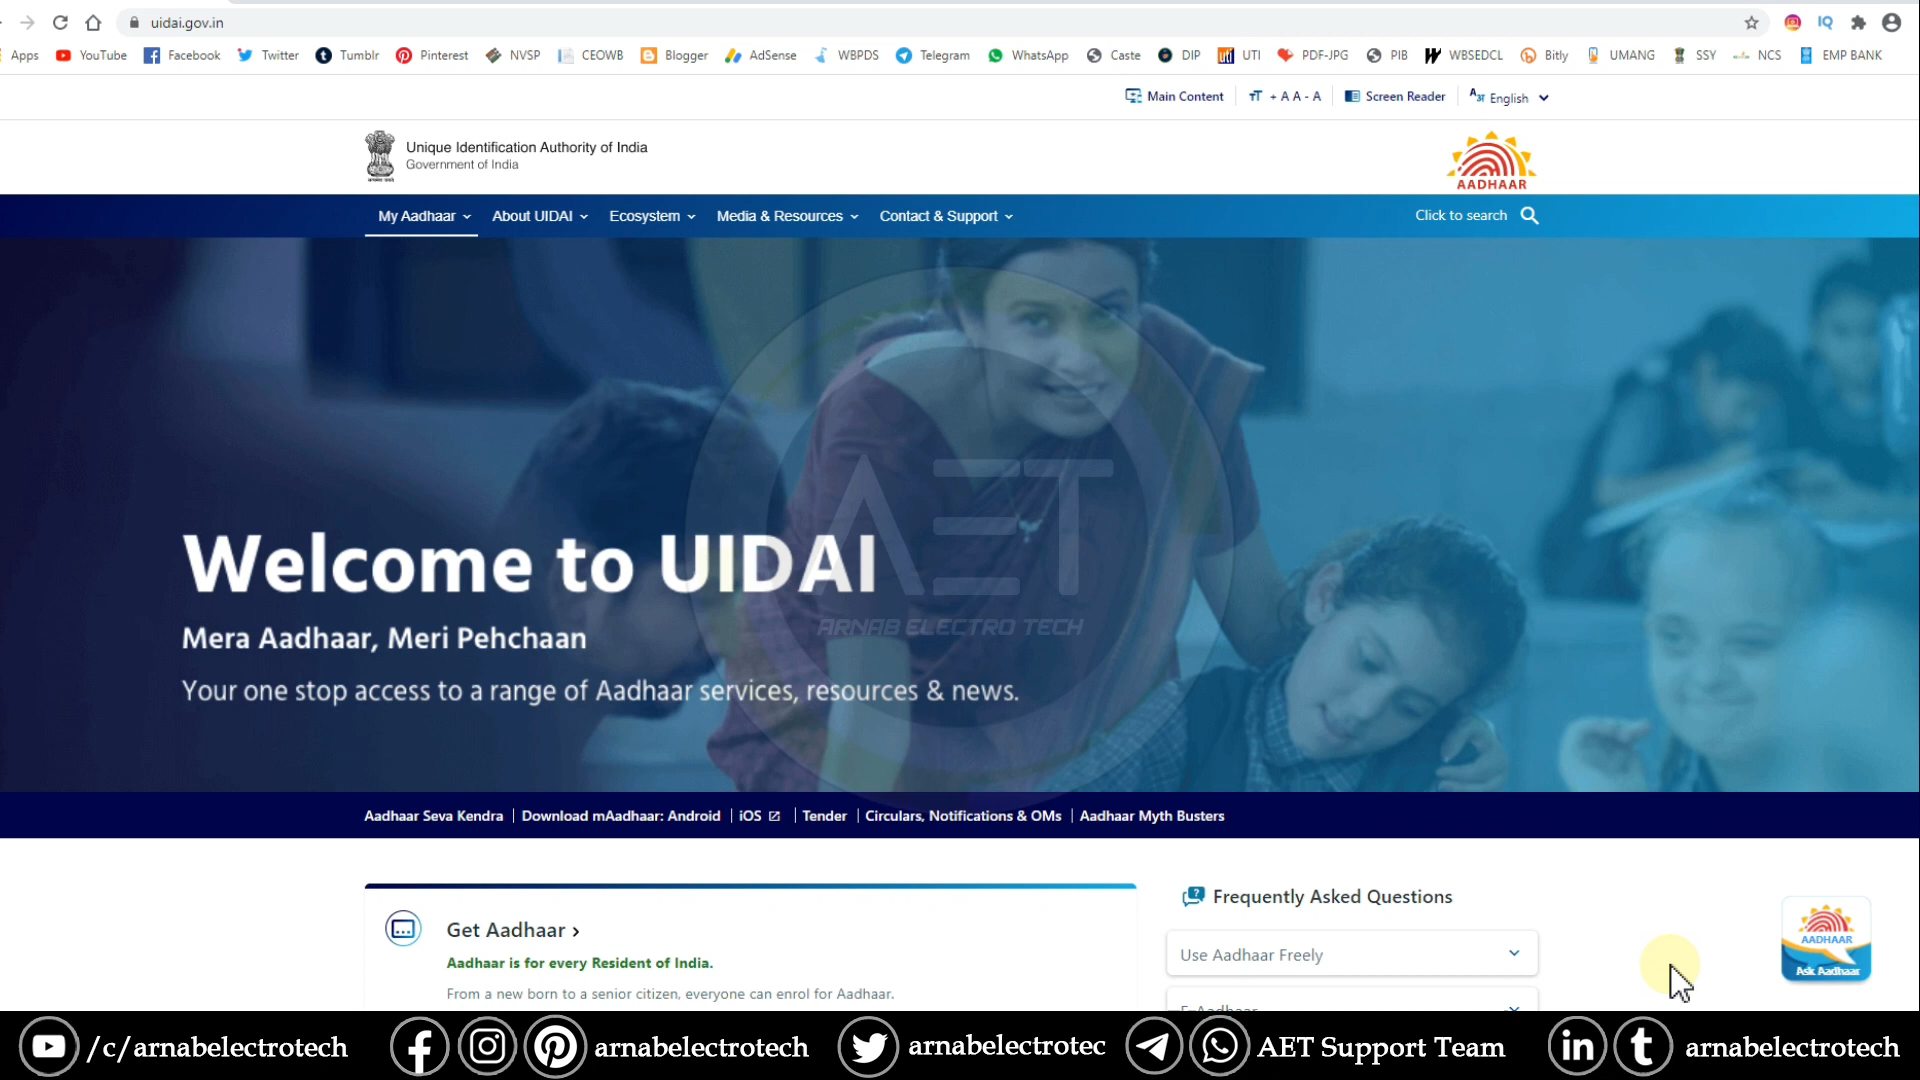 uidai.gov.in
IQ
Apps YouTube Facebook Twitter Tumblr Pinterest NVSP CEOWB Blogger AdSense WBPDS Telegram WhatsApp Caste DIP UTI PDF-JPG PIB WBSEDCL Bitly UMANG SSY NCS EMP BANK
Main Content + A A - A Screen Reader English
Unique Identification Authority of India
Government of India
AADHAAR
My Aadhaar About UIDAI Ecosystem Media & Resources Contact & Support Click to search
AET
ARNAB ELECTRO TECH
Welcome to UIDAI
Mera Aadhaar, Meri Pehchaan
Your one stop access to a range of Aadhaar services, resources & news.
Aadhaar Seva Kendra | Download mAadhaar: Android | iOS | Tender | Circulars, Notifications & OMs | Aadhaar Myth Busters
Get Aadhaar >
Aadhaar is for every Resident of India.
From a new born to a senior citizen, everyone can enrol for Aadhaar.
Frequently Asked Questions
Use Aadhaar Freely
E-Aadhaar
AADHAAR
Ask Aadhaar
/c/arnabelectrotech arnabelectrotech arnabelectrotec AET Support Team arnabelectrotech